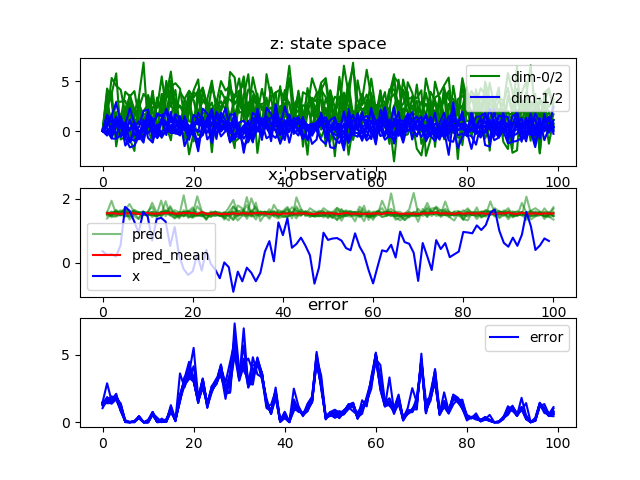 z: state space
5
0
dim-0/2
dim-1/2
0 20 40 60 80 100
x: observation
2
0
pred
pred_mean
x
0 20 40 60 80 100
error
5
0
error
0 20 40 60 80 100